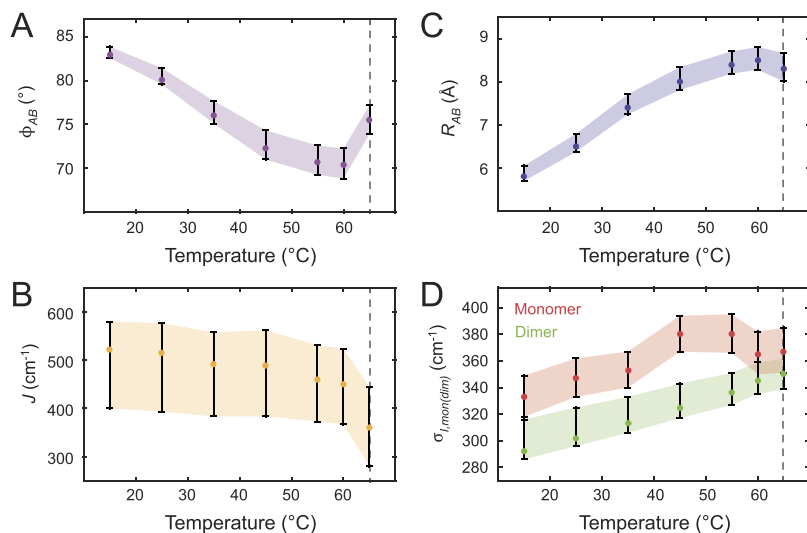 A
85
80
75
70
ϕAB (°)
20 30 40 50 60
Temperature (°C)
C
9
8
7
6
RAB (Å)
20 30 40 50 60
Temperature (°C)
B
600
500
400
300
J (cm-1)
20 30 40 50 60
Temperature (°C)
D
Monomer
Dimer
400
380
360
340
320
300
280
σI,mon(dim) (cm-1)
20 30 40 50 60
Temperature (°C)